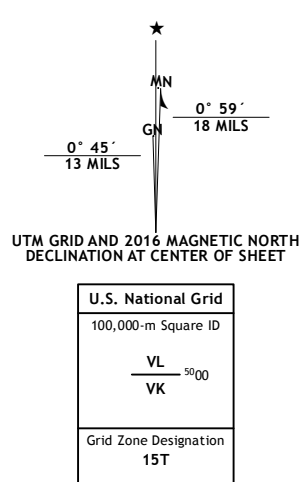 ★
MN
0° 59´
18 MILS
GN
0° 45´
13 MILS
UTM GRID AND 2016 MAGNETIC NORTH
DECLINATION AT CENTER OF SHEET
U.S. National Grid
100,000-m Square ID
VL
⁵⁰00
VK
Grid Zone Designation
15T